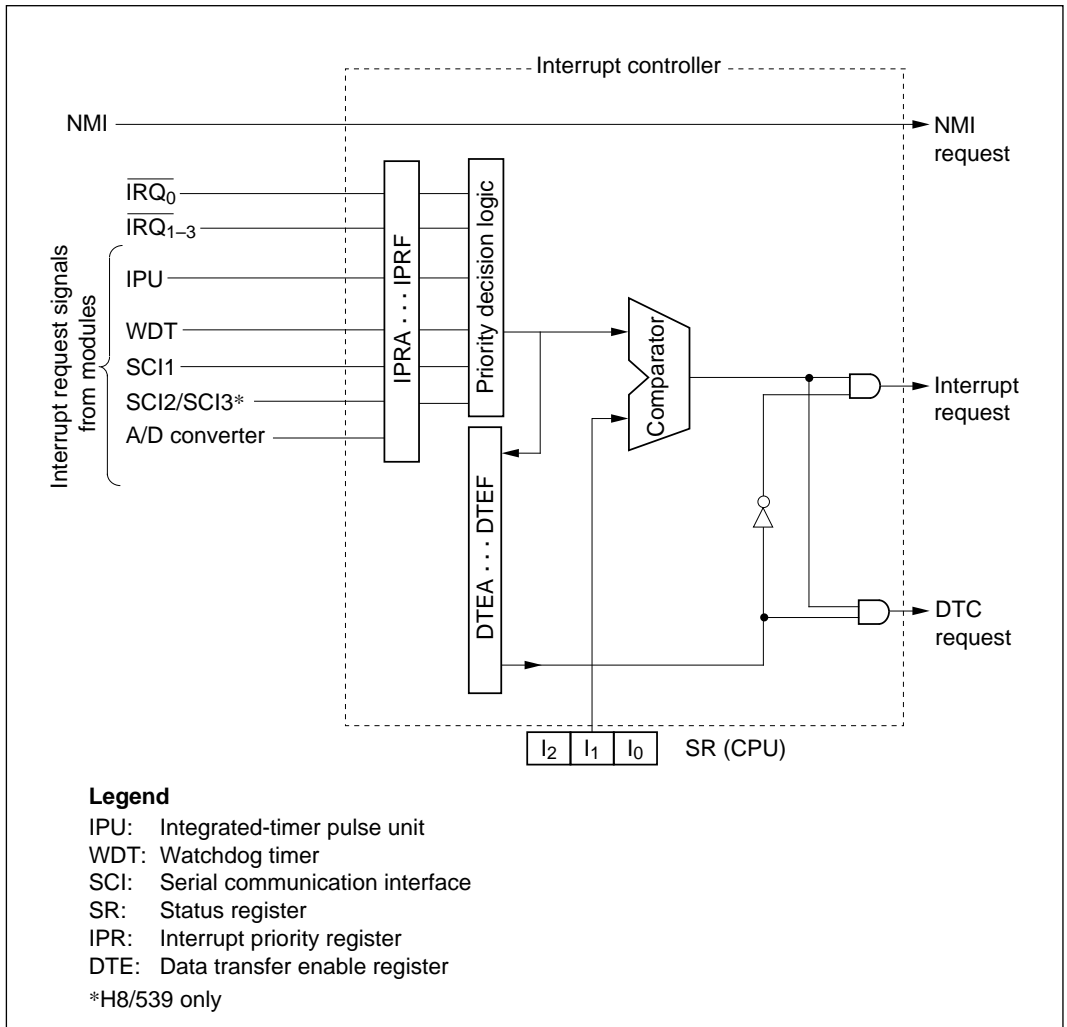 Interrupt controller
NMI
NMI
request
IRQ0
IRQ1–3
Interrupt request signals
from modules
IPU
WDT
SCI1
SCI2/SCI3*
A/D converter
IPRA · · · IPRF
Priority decision logic
Comparator
Interrupt
request
DTEA · · · DTEF
DTC
request
I2 I1 I0 SR (CPU)
Legend
IPU: Integrated-timer pulse unit
WDT: Watchdog timer
SCI: Serial communication interface
SR: Status register
IPR: Interrupt priority register
DTE: Data transfer enable register
*H8/539 only